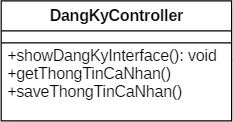 DangKyController
+showDangKyInterface(): void
+getThongTinCaNhan()
+saveThongTinCaNhan()